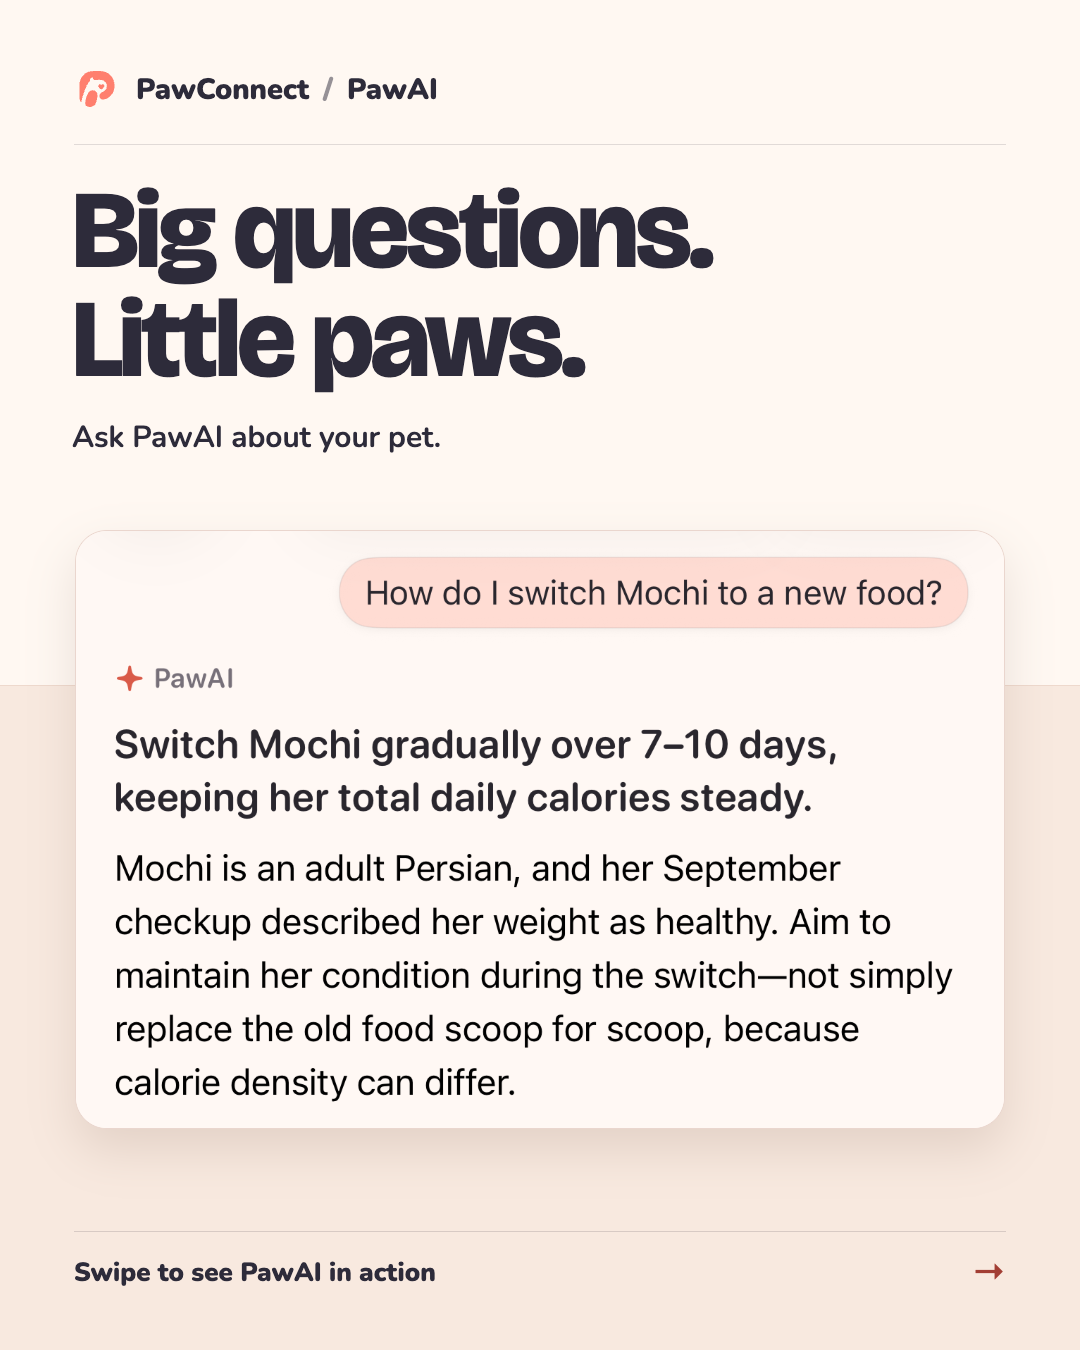 PawConnect / PawAI
Big questions.
Little paws.
Ask PawAI about your pet.
How do I switch Mochi to a new food?
PawAI
Switch Mochi gradually over 7–10 days,
keeping her total daily calories steady.
Mochi is an adult Persian, and her September
checkup described her weight as healthy. Aim to
maintain her condition during the switch—not simply
replace the old food scoop for scoop, because
calorie density can differ.
Swipe to see PawAI in action →